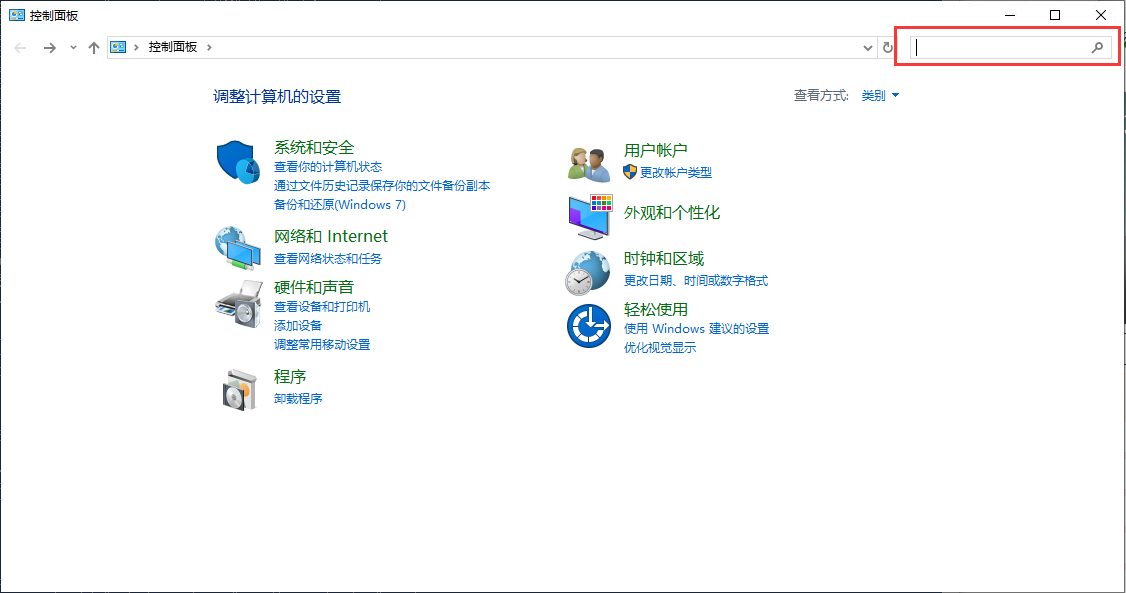 控制面板
控制面板
调整计算机的设置
查看方式: 类别
系统和安全
查看你的计算机状态
通过文件历史记录保存你的文件备份副本
备份和还原(Windows 7)
网络和 Internet
查看网络状态和任务
硬件和声音
查看设备和打印机
添加设备
调整常用移动设置
程序
卸载程序
用户帐户
更改帐户类型
外观和个性化
时钟和区域
更改日期、时间或数字格式
轻松使用
使用 Windows 建议的设置
优化视觉显示